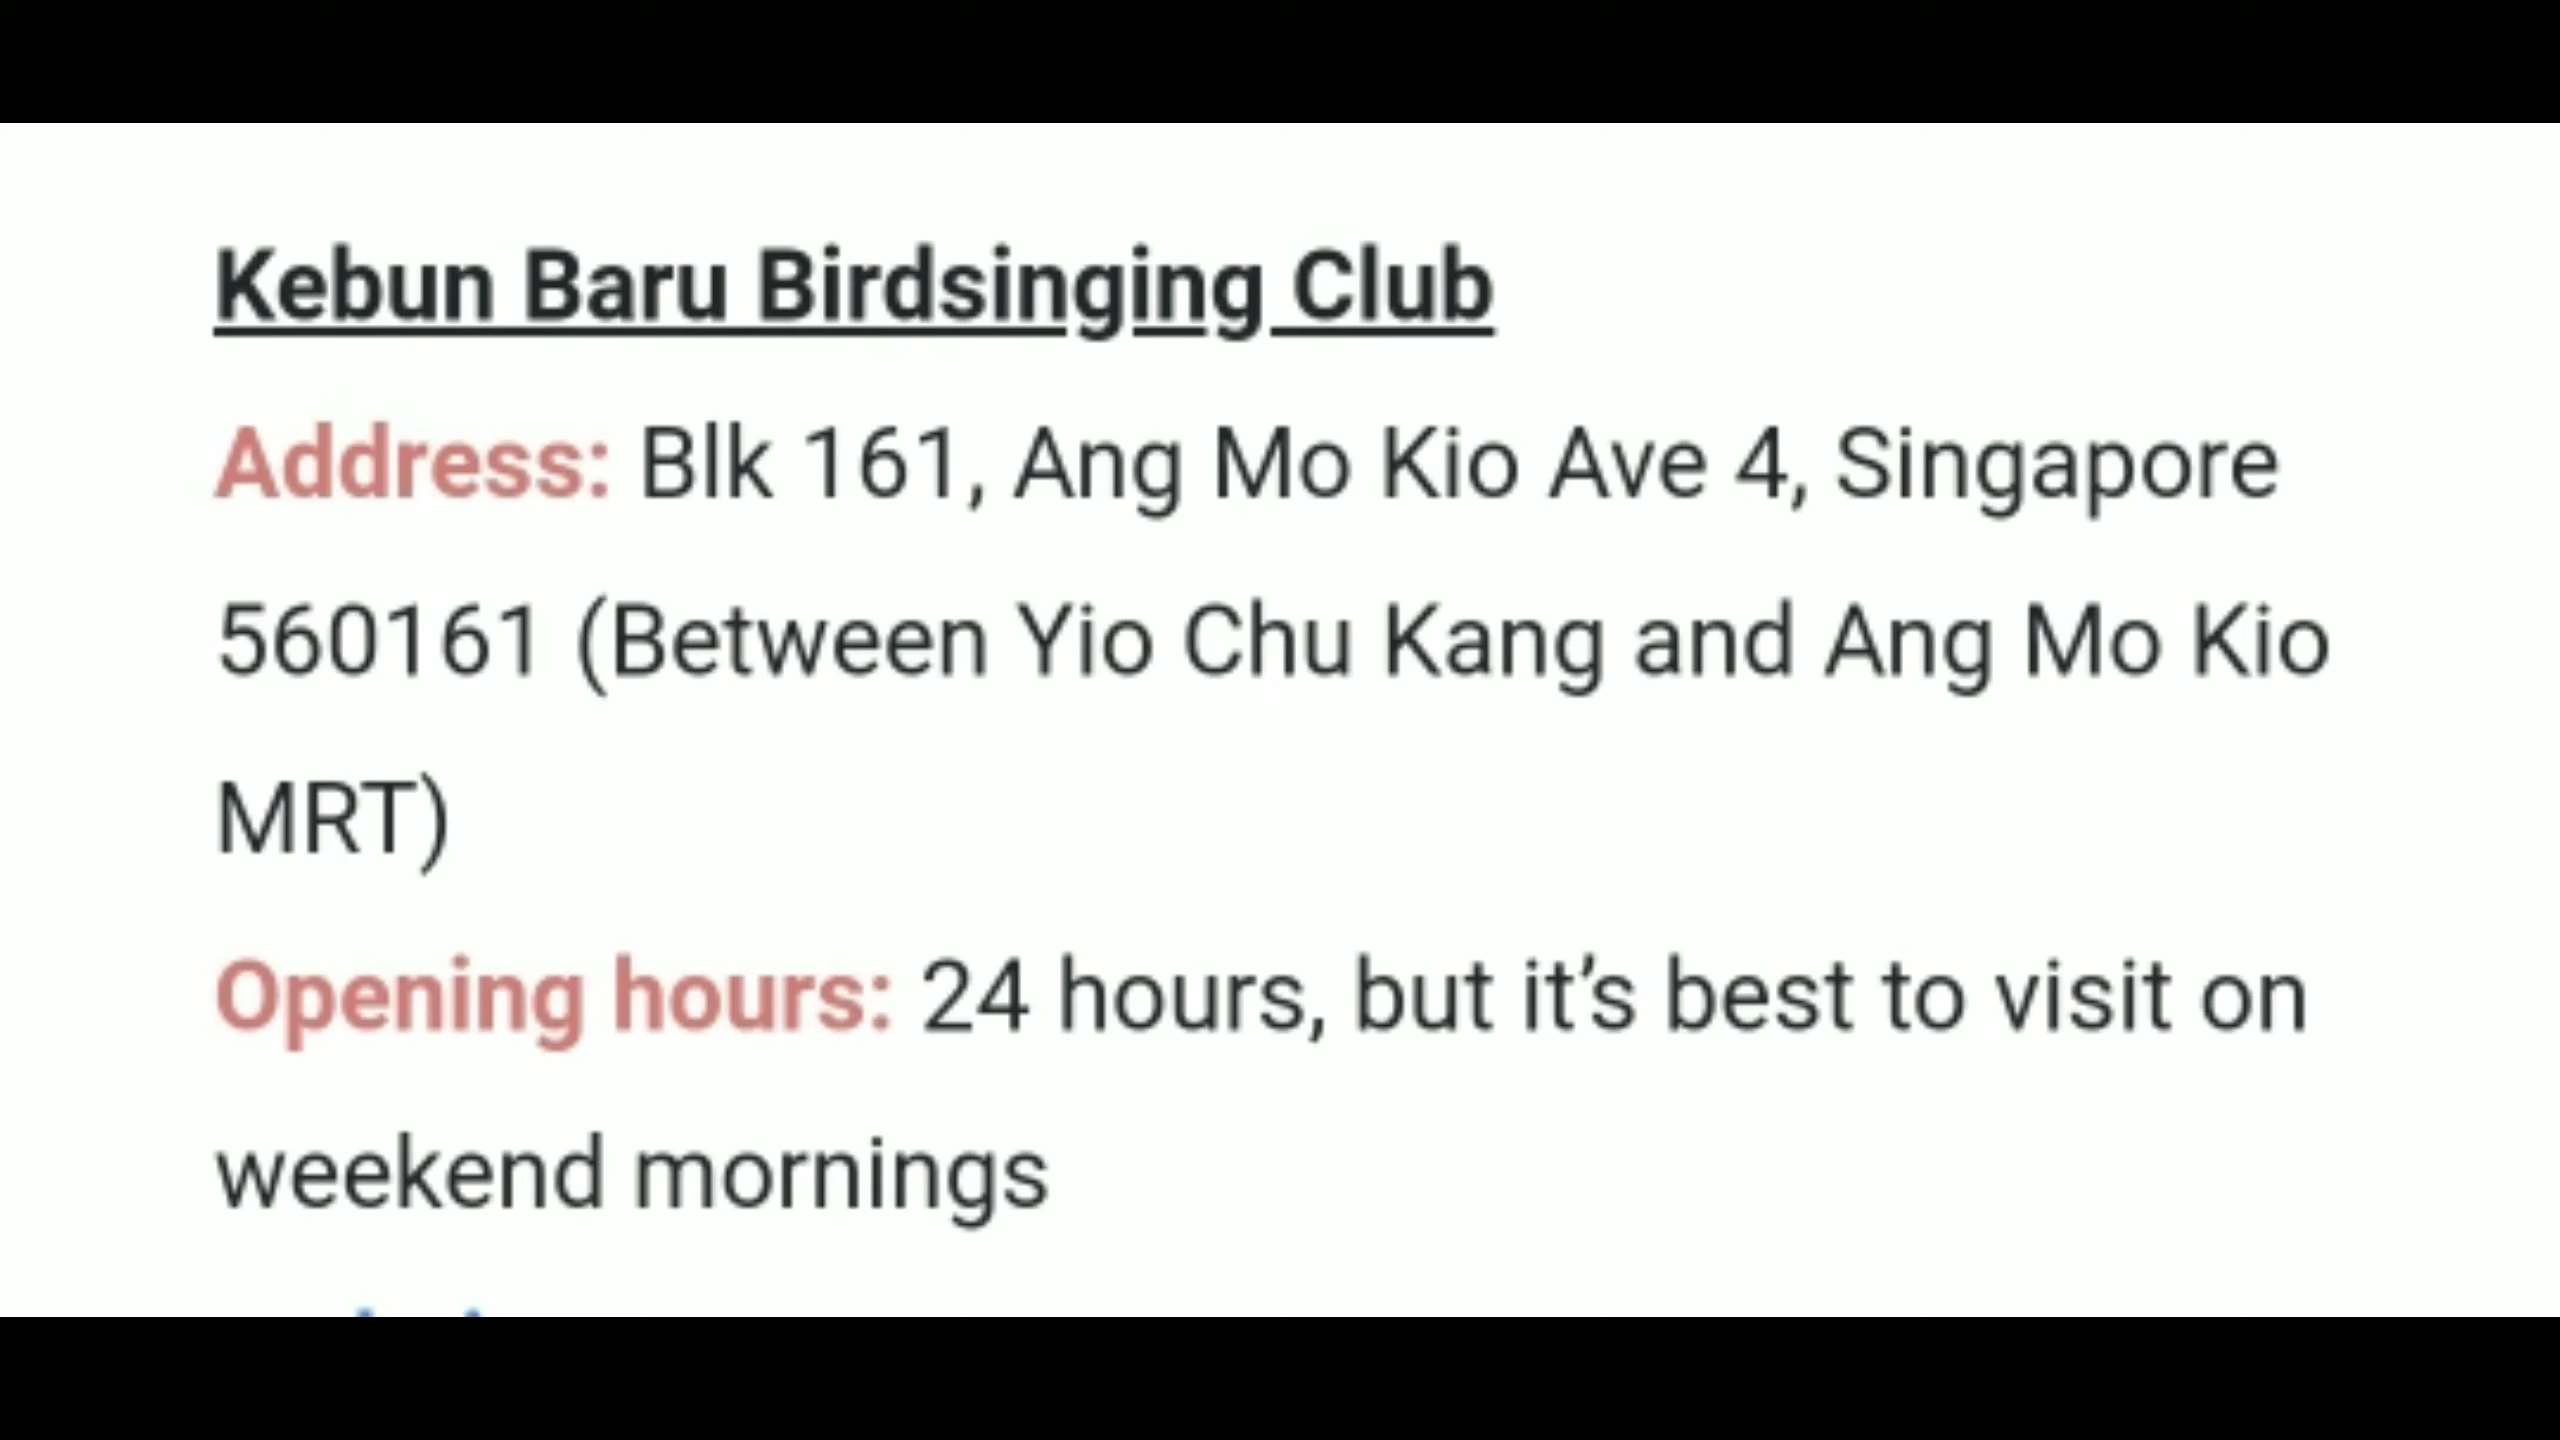 Kebun Baru Birdsinging Club
Address: Blk 161, Ang Mo Kio Ave 4, Singapore
560161 (Between Yio Chu Kang and Ang Mo Kio
MRT)
Opening hours: 24 hours, but it’s best to visit on
weekend mornings